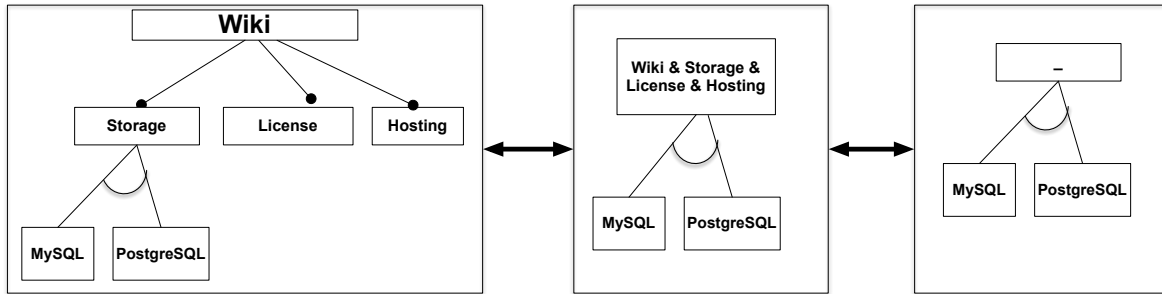 Wiki
Storage
License
Hosting
MySQL
PostgreSQL
Wiki & Storage &
License & Hosting
MySQL
PostgreSQL
_
MySQL
PostgreSQL